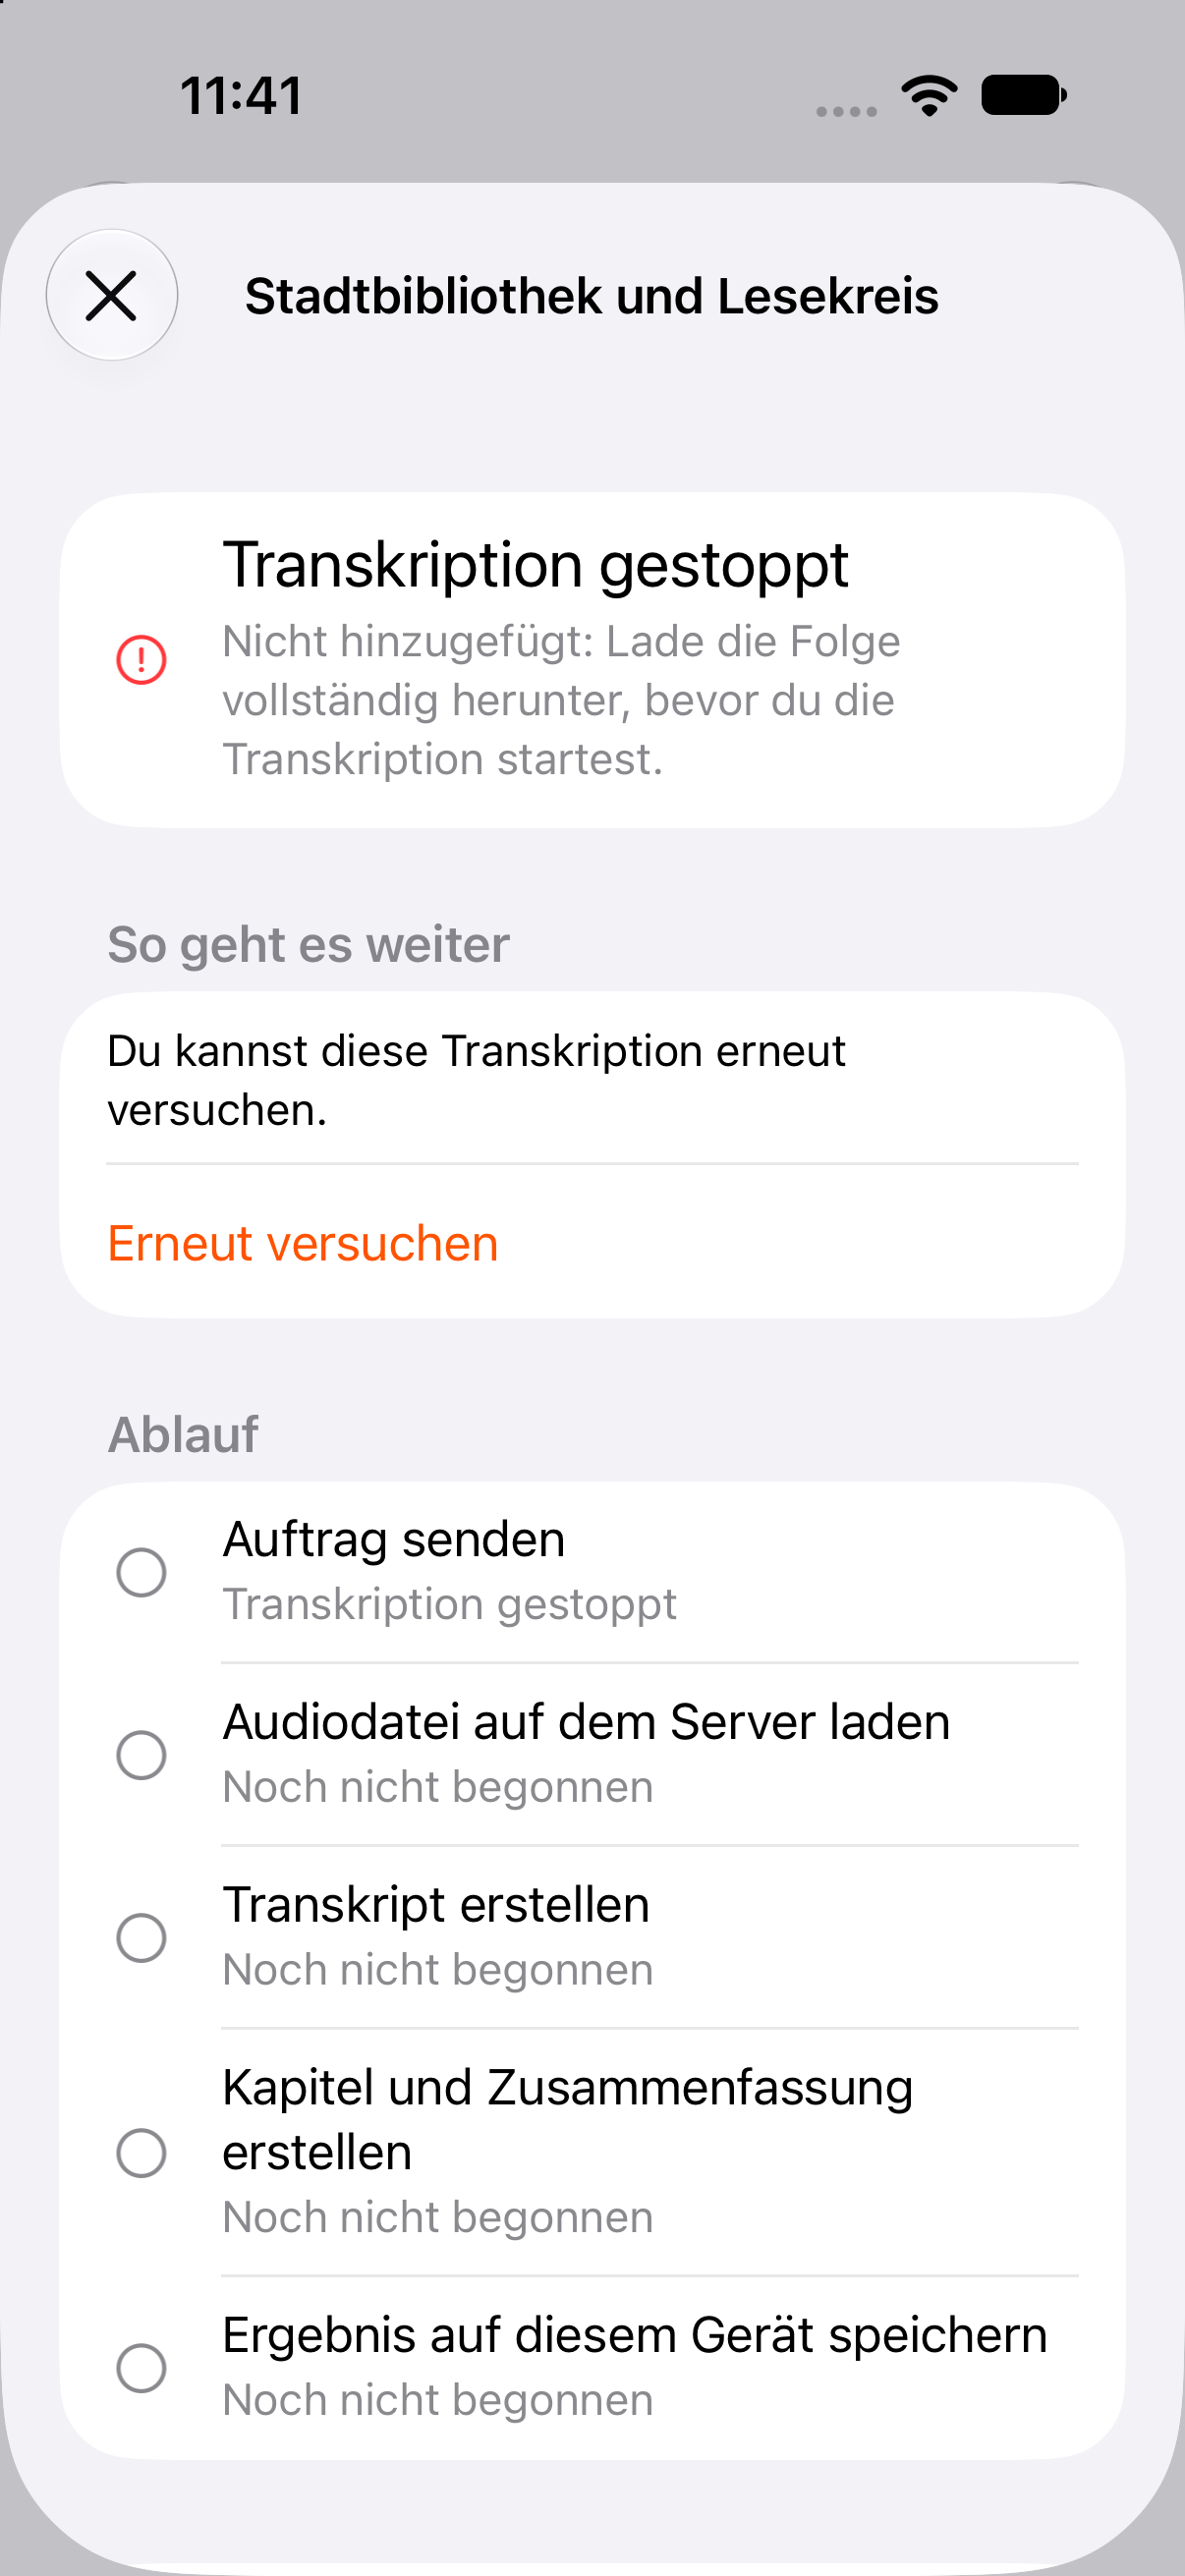 11:41
Stadtbibliothek und Lesekreis
Transkription gestoppt
Nicht hinzugefügt: Lade die Folge
vollständig herunter, bevor du die
Transkription startest.
So geht es weiter
Du kannst diese Transkription erneut
versuchen.
Erneut versuchen
Ablauf
Auftrag senden
Transkription gestoppt
Audiodatei auf dem Server laden
Noch nicht begonnen
Transkript erstellen
Noch nicht begonnen
Kapitel und Zusammenfassung
erstellen
Noch nicht begonnen
Ergebnis auf diesem Gerät speichern
Noch nicht begonnen